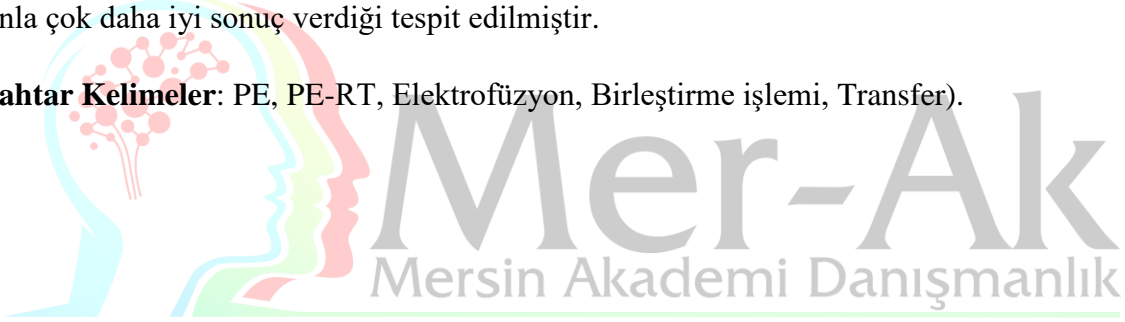 nla çok daha iyi sonuç verdiği tespit edilmiştir.
ahtar Kelimeler: PE, PE-RT, Elektrofüzyon, Birleştirme işlemi, Transfer).
Mer-Ak
Mersin Akademi Danışmanlık